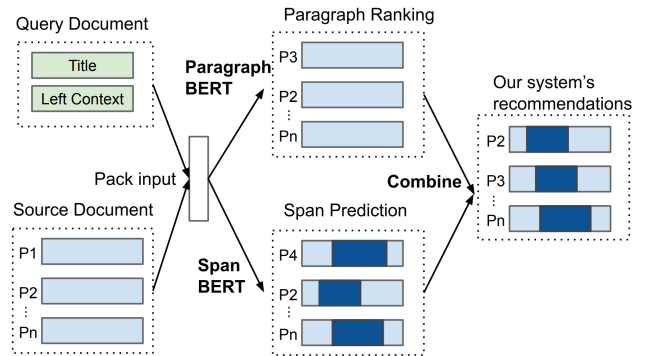 Query Document
Title
Left Context
Pack input
Source Document
P1
P2
Pn
Paragraph
BERT
Span
BERT
Paragraph Ranking
P3
P2
Pn
Span Prediction
P4
P2
Pn
Combine
Our system's
recommendations
P2
P3
Pn